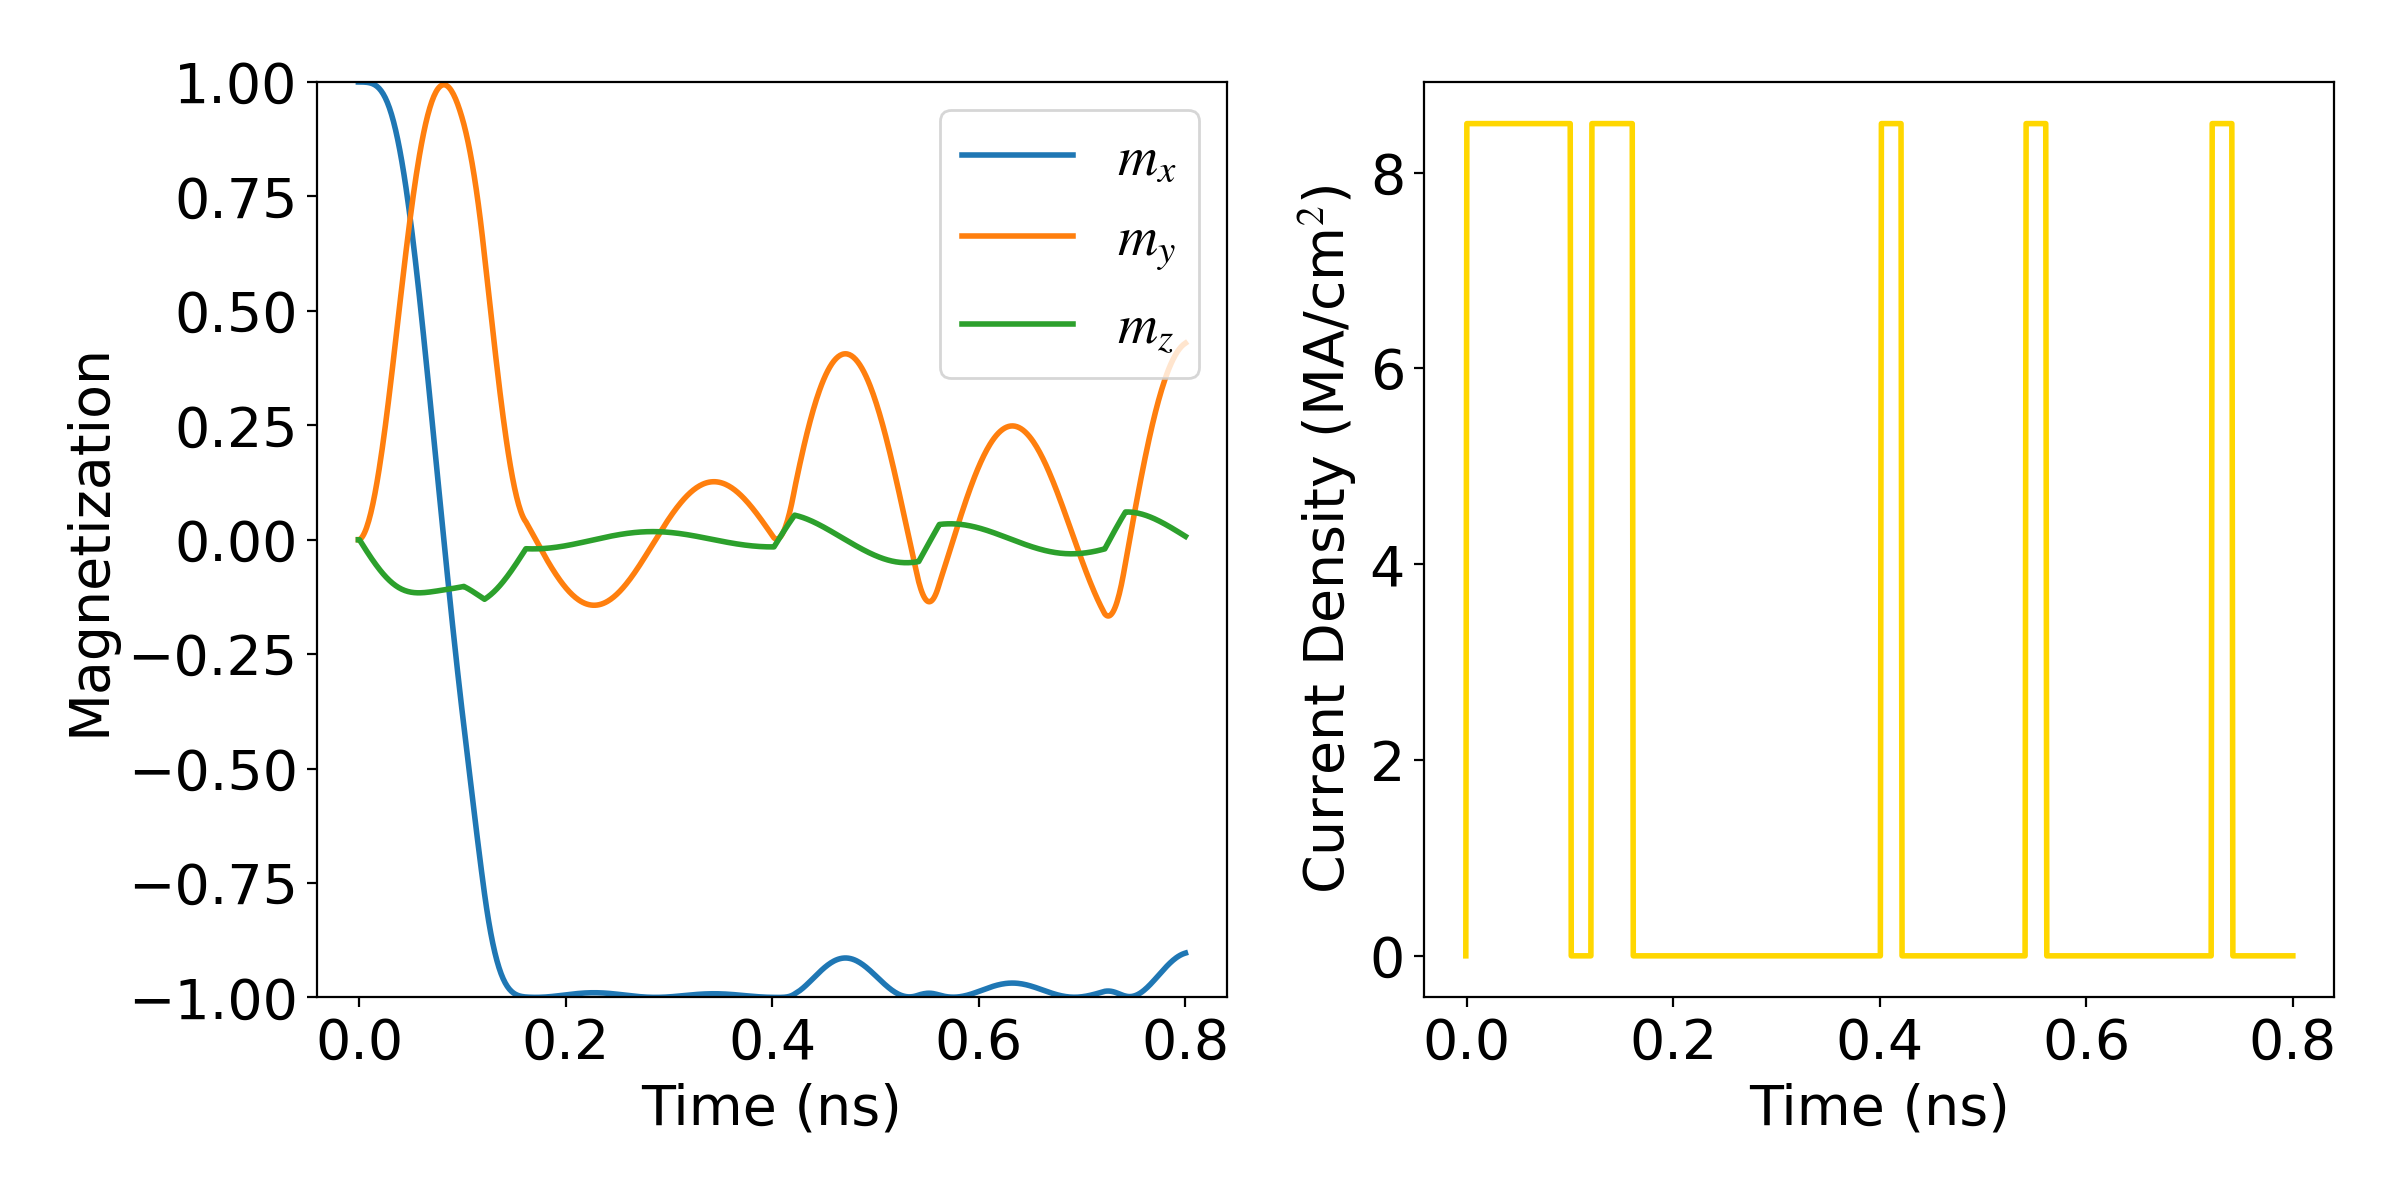 1.00
0.75
0.50
0.25
0.00
−0.25
−0.50
−0.75
−1.00
Magnetization
0.0 0.2 0.4 0.6 0.8
Time (ns)
m_x
m_y
m_z
8
6
4
2
0
Current Density (MA/cm²)
0.0 0.2 0.4 0.6 0.8
Time (ns)